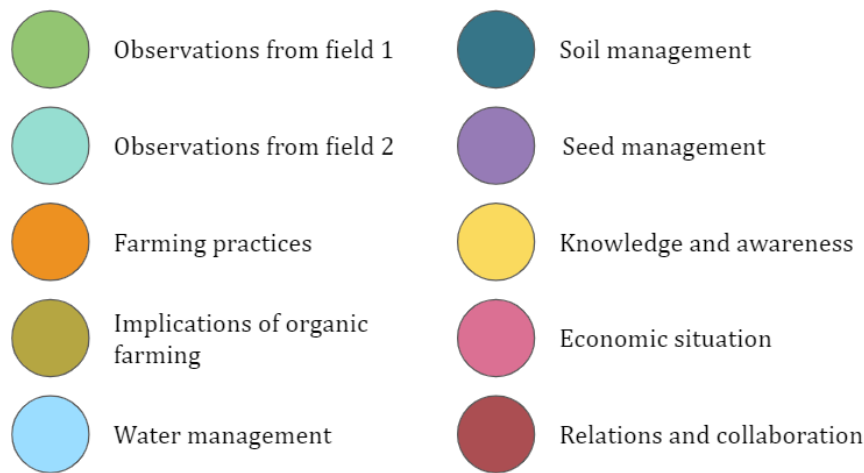 Observations from field 1
Observations from field 2
Farming practices
Implications of organic
farming
Water management
Soil management
Seed management
Knowledge and awareness
Economic situation
Relations and collaboration